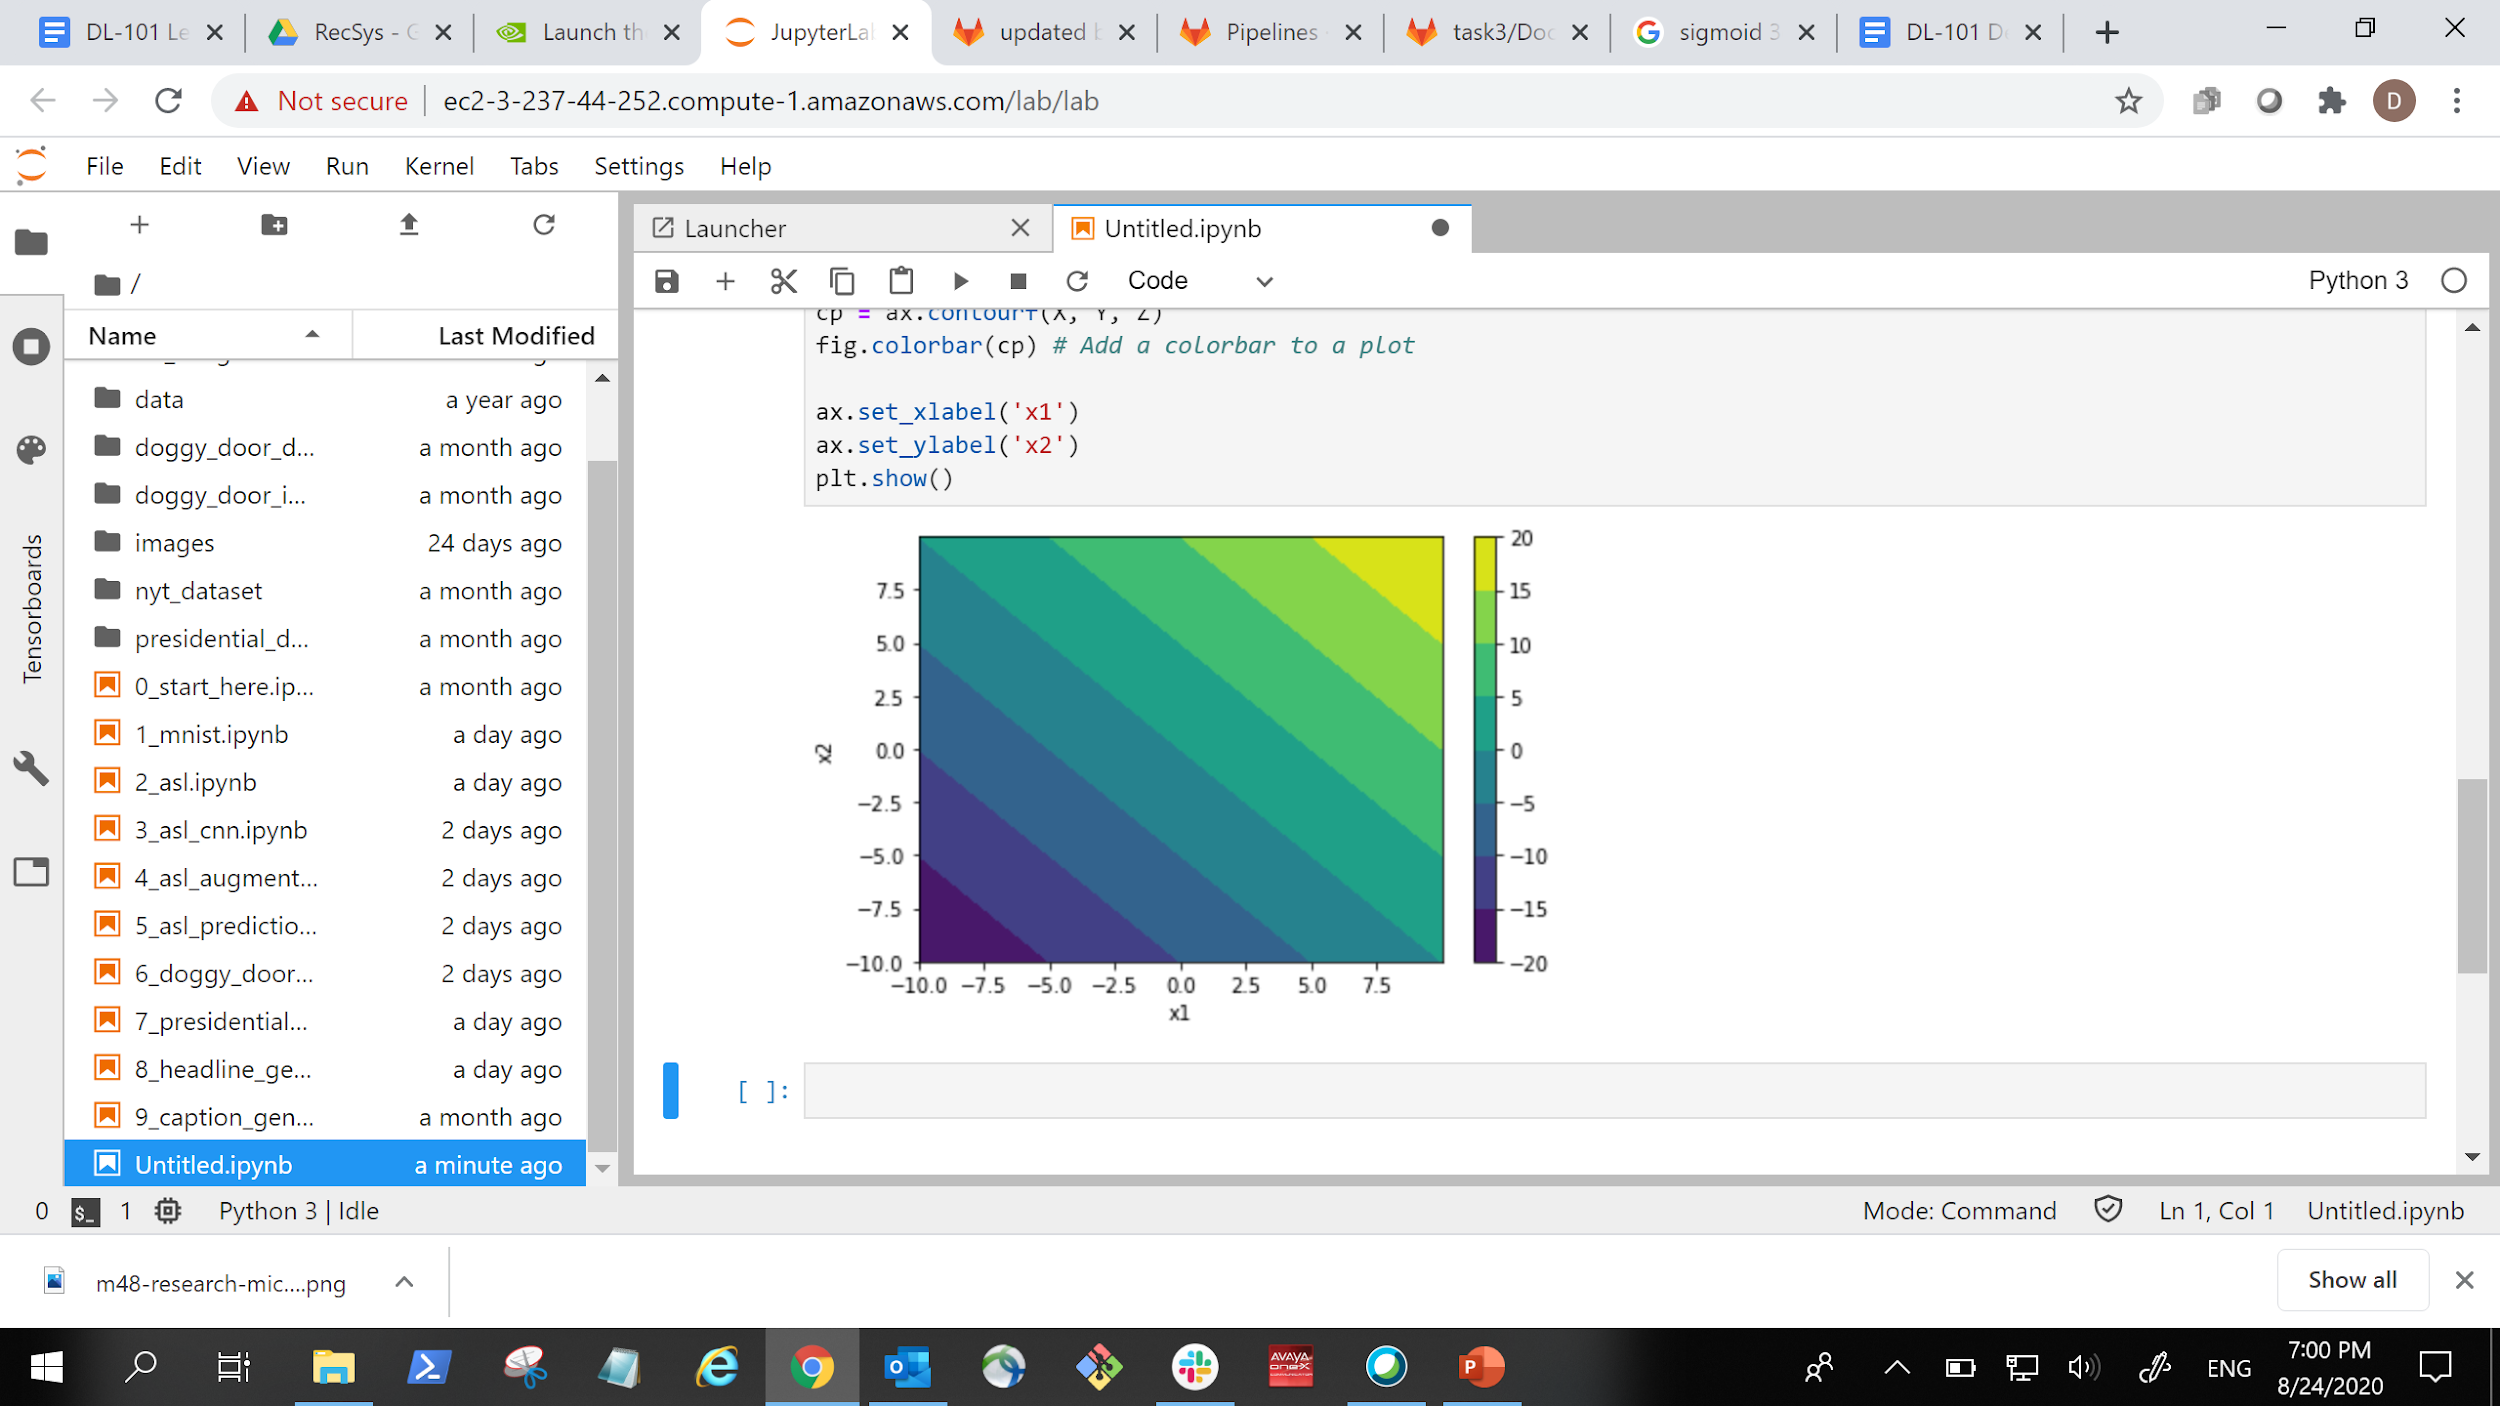 DL-101 Le
RecSys - G
Launch th
JupyterLa
updated b
Pipelines
task3/Doc
sigmoid 3
DL-101 D
Not secure
ec2-3-237-44-252.compute-1.amazonaws.com/lab/lab
D
File Edit View Run Kernel Tabs Settings Help
/
Name Last Modified
data a year ago
doggy_door_d... a month ago
doggy_door_i... a month ago
images 24 days ago
nyt_dataset a month ago
presidential_d... a month ago
0_start_here.ip... a month ago
1_mnist.ipynb a day ago
2_asl.ipynb a day ago
3_asl_cnn.ipynb 2 days ago
4_asl_augment... 2 days ago
5_asl_predictio... 2 days ago
6_doggy_door... 2 days ago
7_presidential... a day ago
8_headline_ge... a day ago
9_caption_gen... a month ago
Untitled.ipynb a minute ago
Tensorboards
Launcher
Untitled.ipynb
Code
Python 3
cp = ax.contourf(X, Y, Z)
fig.colorbar(cp) # Add a colorbar to a plot
ax.set_xlabel('x1')
ax.set_ylabel('x2')
plt.show()
7.5
5.0
2.5
0.0
−2.5
−5.0
−7.5
−10.0
x2
−10.0 −7.5 −5.0 −2.5 0.0 2.5 5.0 7.5
x1
20
15
10
5
0
−5
−10
−15
−20
[ ]:
0 $_ 1 Python 3 | Idle
Mode: Command Ln 1, Col 1 Untitled.ipynb
m48-research-mic....png
Show all
AVAYA
one-X
ENG
7:00 PM
8/24/2020